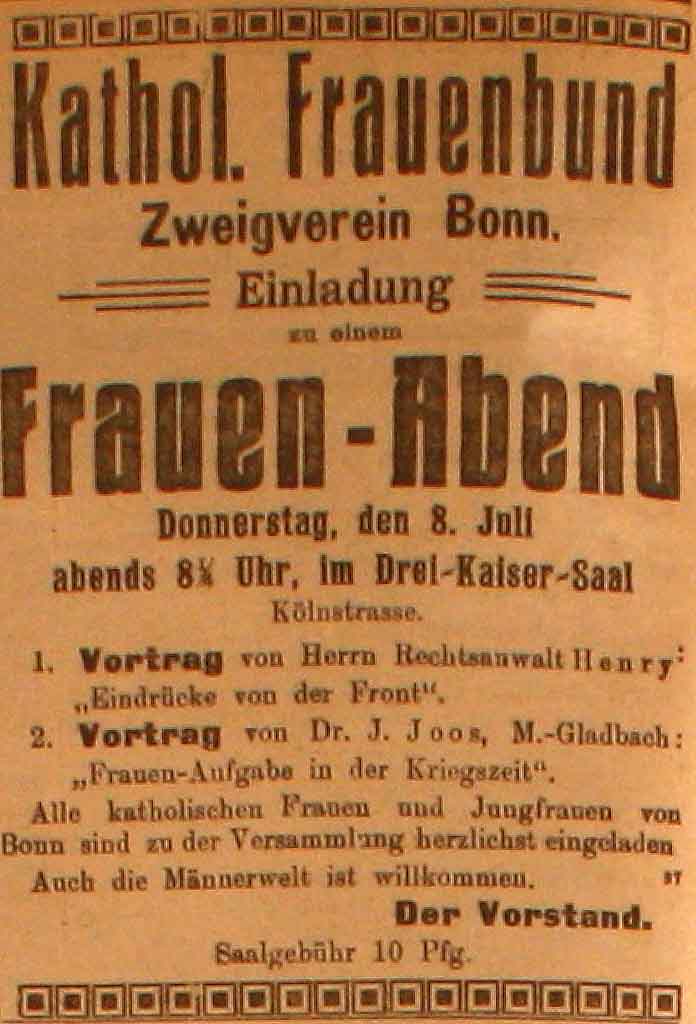 Kathol. Frauenbund
Zweigverein Bonn.
Einladung
zu einem
Frauen-Abend
Donnerstag, den 8. Juli
abends 8¼ Uhr, im Drei-Kaiser-Saal
Kölnstrasse.
1. Vortrag von Herrn Rechtsanwalt Henry:
„Eindrücke von der Front“.
2. Vortrag von Dr. J. Joos, M.-Gladbach:
„Frauen-Aufgabe in der Kriegszeit“.
Alle katholischen Frauen und Jungfrauen von
Bonn sind zu der Versammlung herzlichst eingeladen
Auch die Männerwelt ist willkommen.
Der Vorstand.
Saalgebühr 10 Pfg.